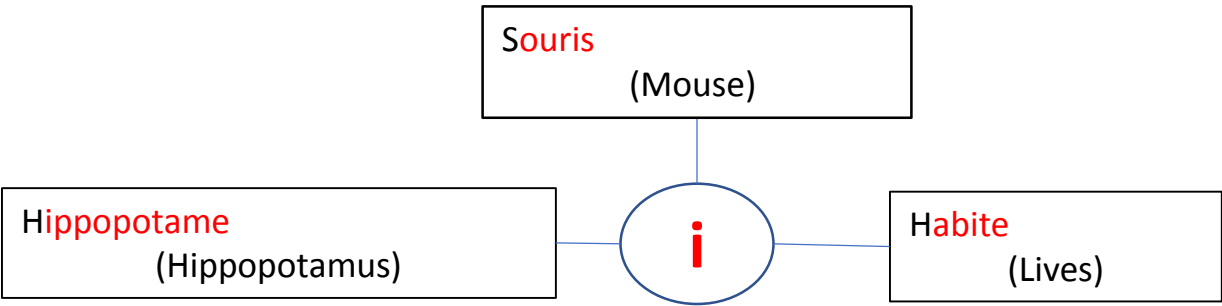 Souris
(Mouse)
Hippopotame
(Hippopotamus)
i
Habite
(Lives)